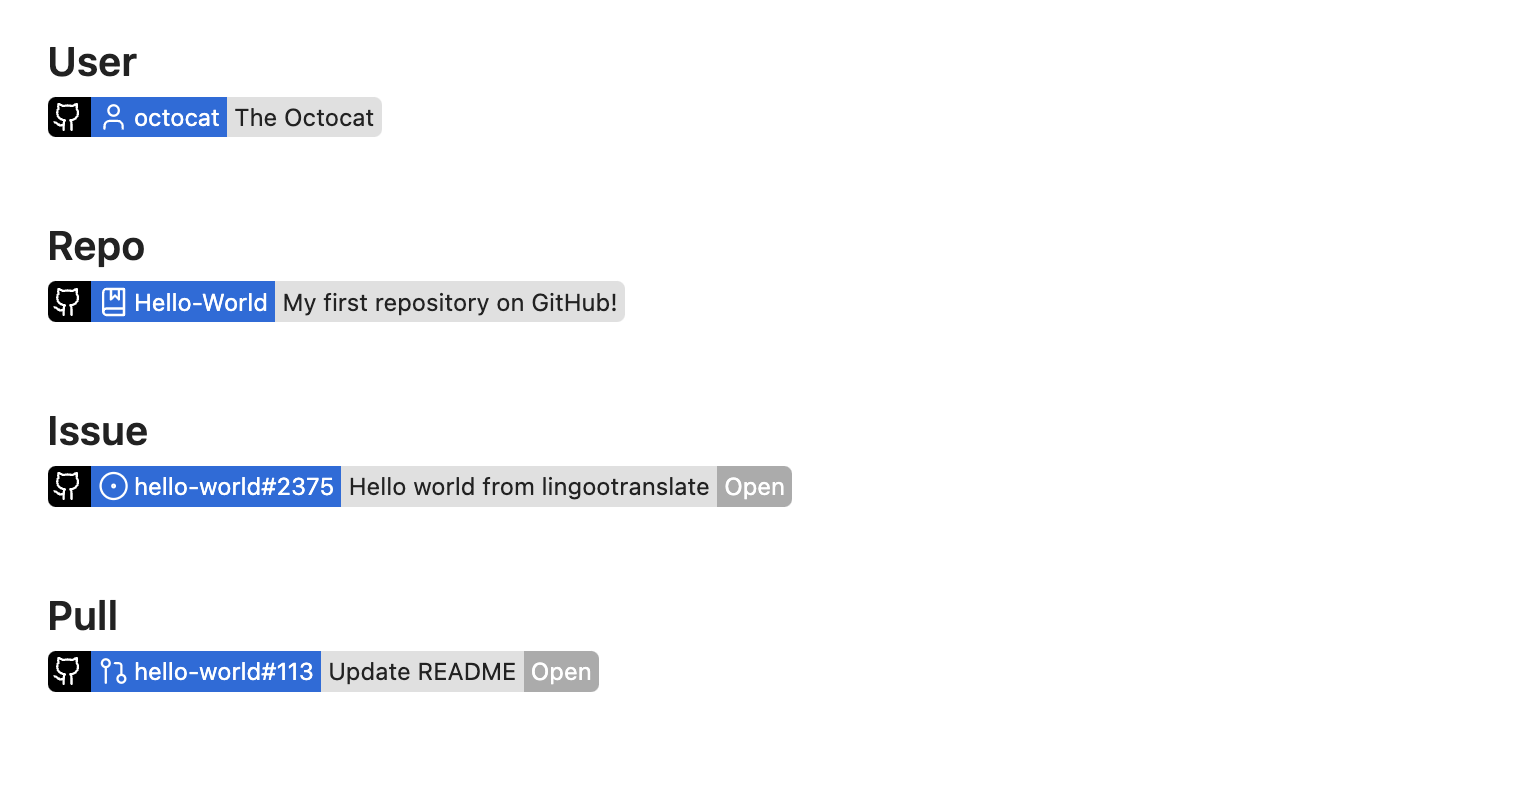 User
octocat The Octocat
Repo
Hello-World My first repository on GitHub!
Issue
hello-world#2375 Hello world from lingootranslate Open
Pull
hello-world#113 Update README Open